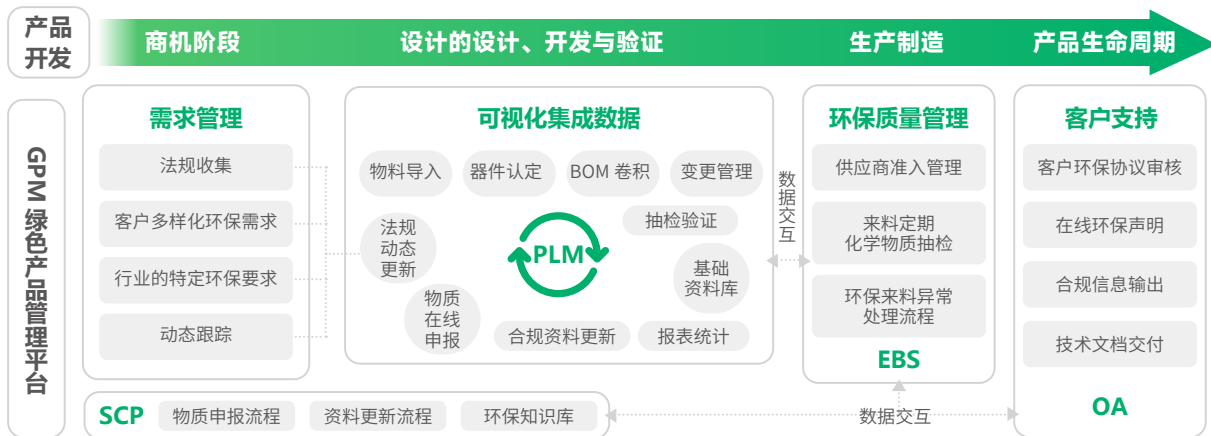 产品
开发
商机阶段
设计的设计、开发与验证
生产制造
产品生命周期
GPM 绿色产品管理平台
需求管理
法规收集
客户多样化环保需求
行业的特定环保要求
动态跟踪
可视化集成数据
物料导入
器件认定
BOM 卷积
变更管理
法规
动态
更新
抽检验证
PLM
基础
资料库
物质
在线
申报
合规资料更新
报表统计
数据交互
环保质量管理
供应商准入管理
来料定期
化学物质抽检
环保来料异常
处理流程
EBS
客户支持
客户环保协议审核
在线环保声明
合规信息输出
技术文档交付
OA
SCP
物质申报流程
资料更新流程
环保知识库
数据交互